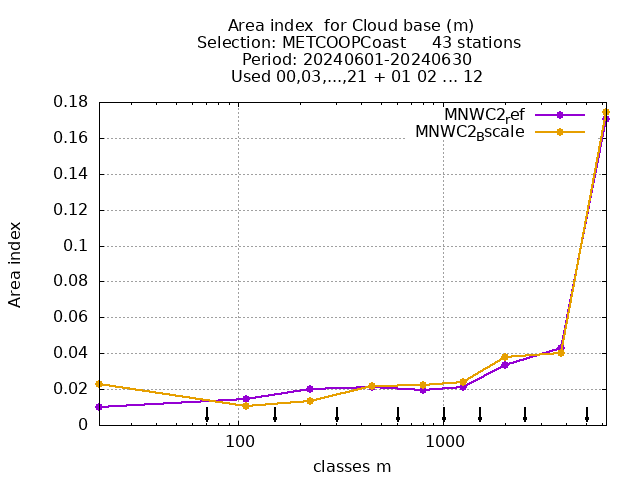 Area index  for Cloud base (m)
Selection: METCOOPCoast     43 stations
Period: 20240601-20240630
Used 00,03,...,21 + 01 02 ... 12
MNWC2_ref
MNWC2_Bscale
0.18
0.16
0.14
0.12
0.1
0.08
0.06
0.04
0.02
0
Area index
100
1000
classes m